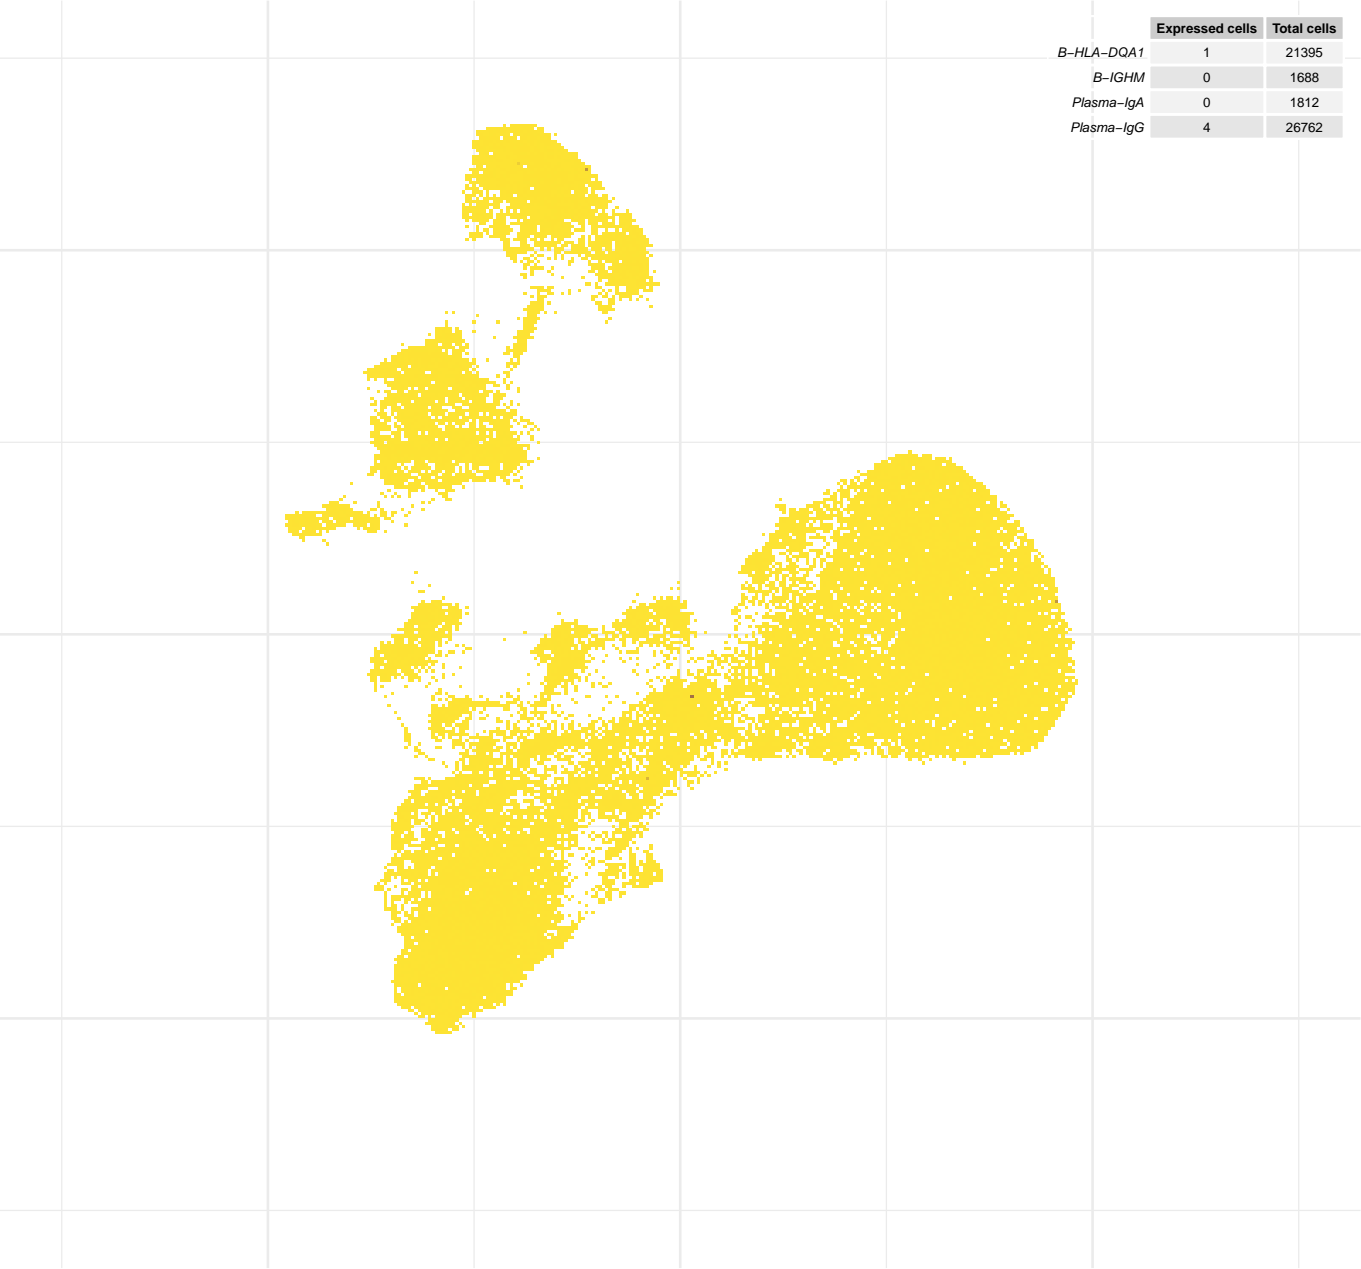 Expressed cells Total cells
B−HLA−DQA1 1 21395
B−IGHM 0 1688
Plasma−IgA 0 1812
Plasma−IgG 4 26762